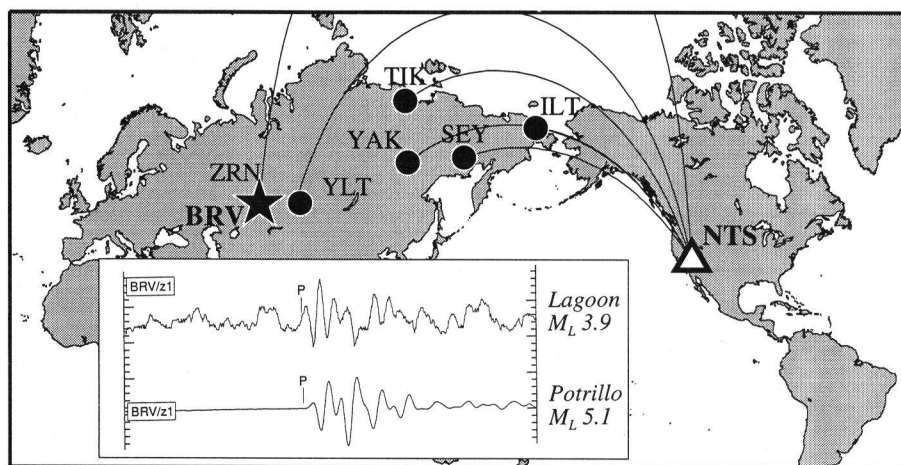 TIK
ILT
YAK
SEY
ZRN
YLT
BRV
NTS
BRV/z1
P
Lagoon
M_L 3.9
P
BRV/z1
Potrillo
M_L 5.1